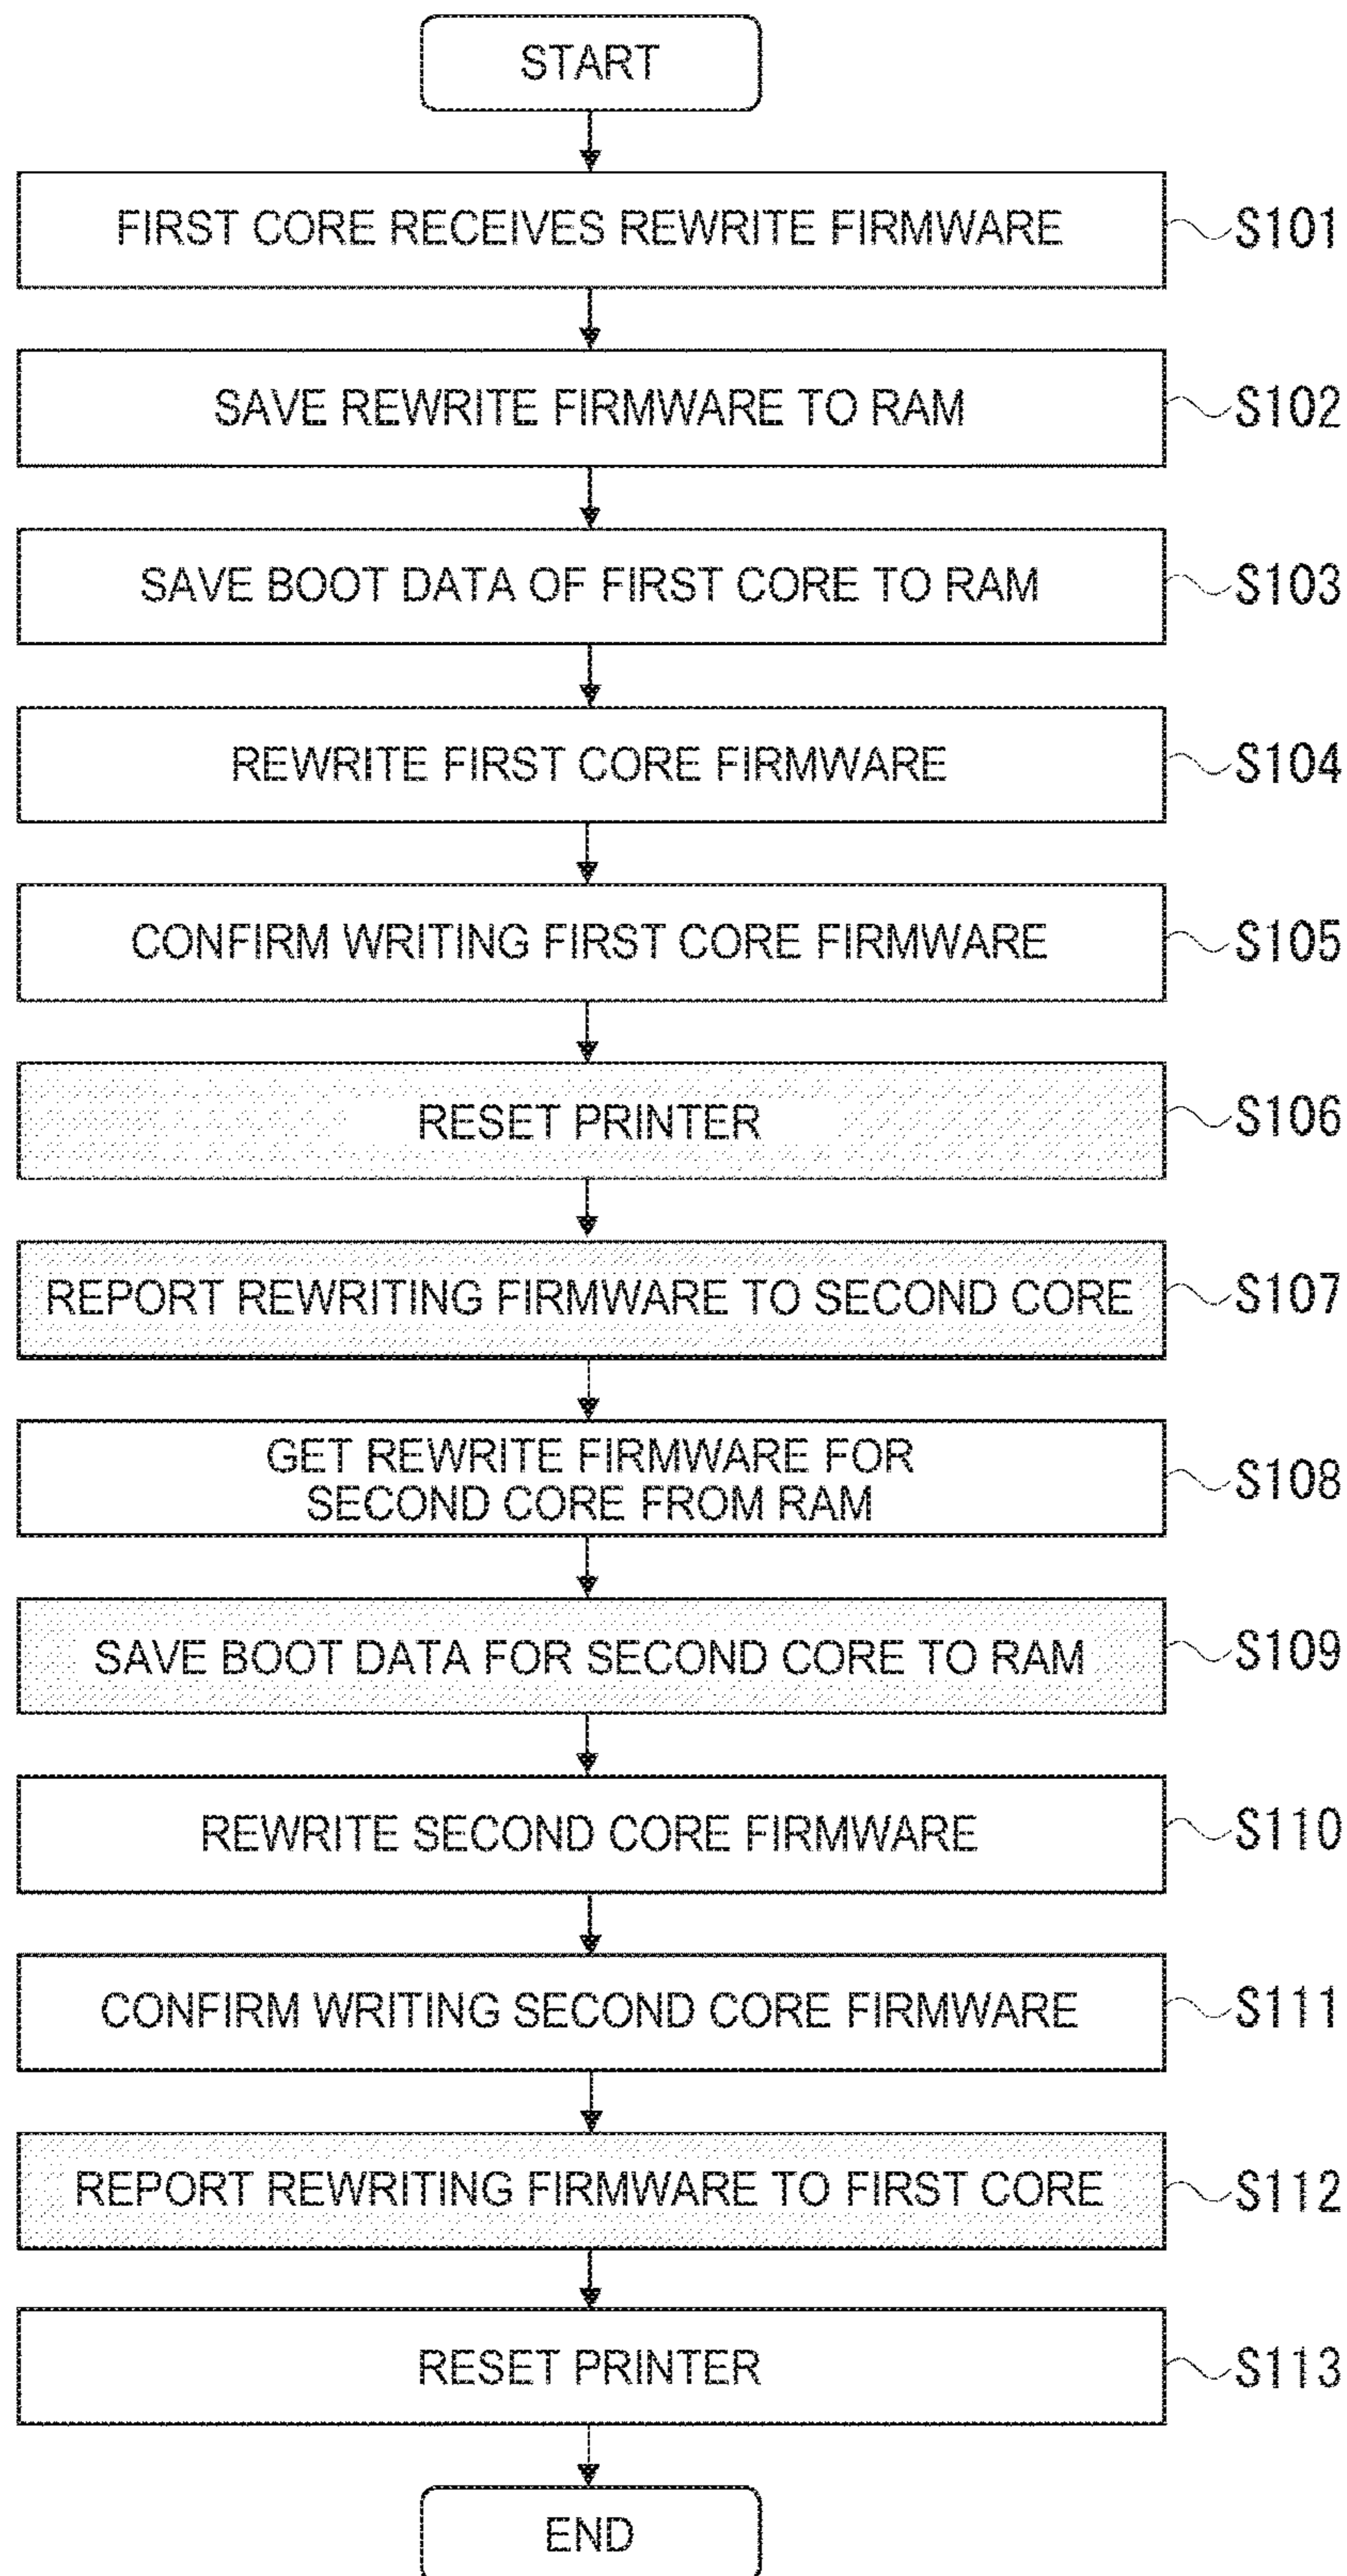 START
FIRST CORE RECEIVES REWRITE FIRMWARE
S101
SAVE REWRITE FIRMWARE TO RAM
S102
SAVE BOOT DATA OF FIRST CORE TO RAM
S103
REWRITE FIRST CORE FIRMWARE
S104
CONFIRM WRITING FIRST CORE FIRMWARE
S105
RESET PRINTER
S106
REPORT REWRITING FIRMWARE TO SECOND CORE
S107
GET REWRITE FIRMWARE FOR
SECOND CORE FROM RAM
S108
SAVE BOOT DATA FOR SECOND CORE TO RAM
S109
REWRITE SECOND CORE FIRMWARE
S110
CONFIRM WRITING SECOND CORE FIRMWARE
S111
REPORT REWRITING FIRMWARE TO FIRST CORE
S112
RESET PRINTER
S113
END